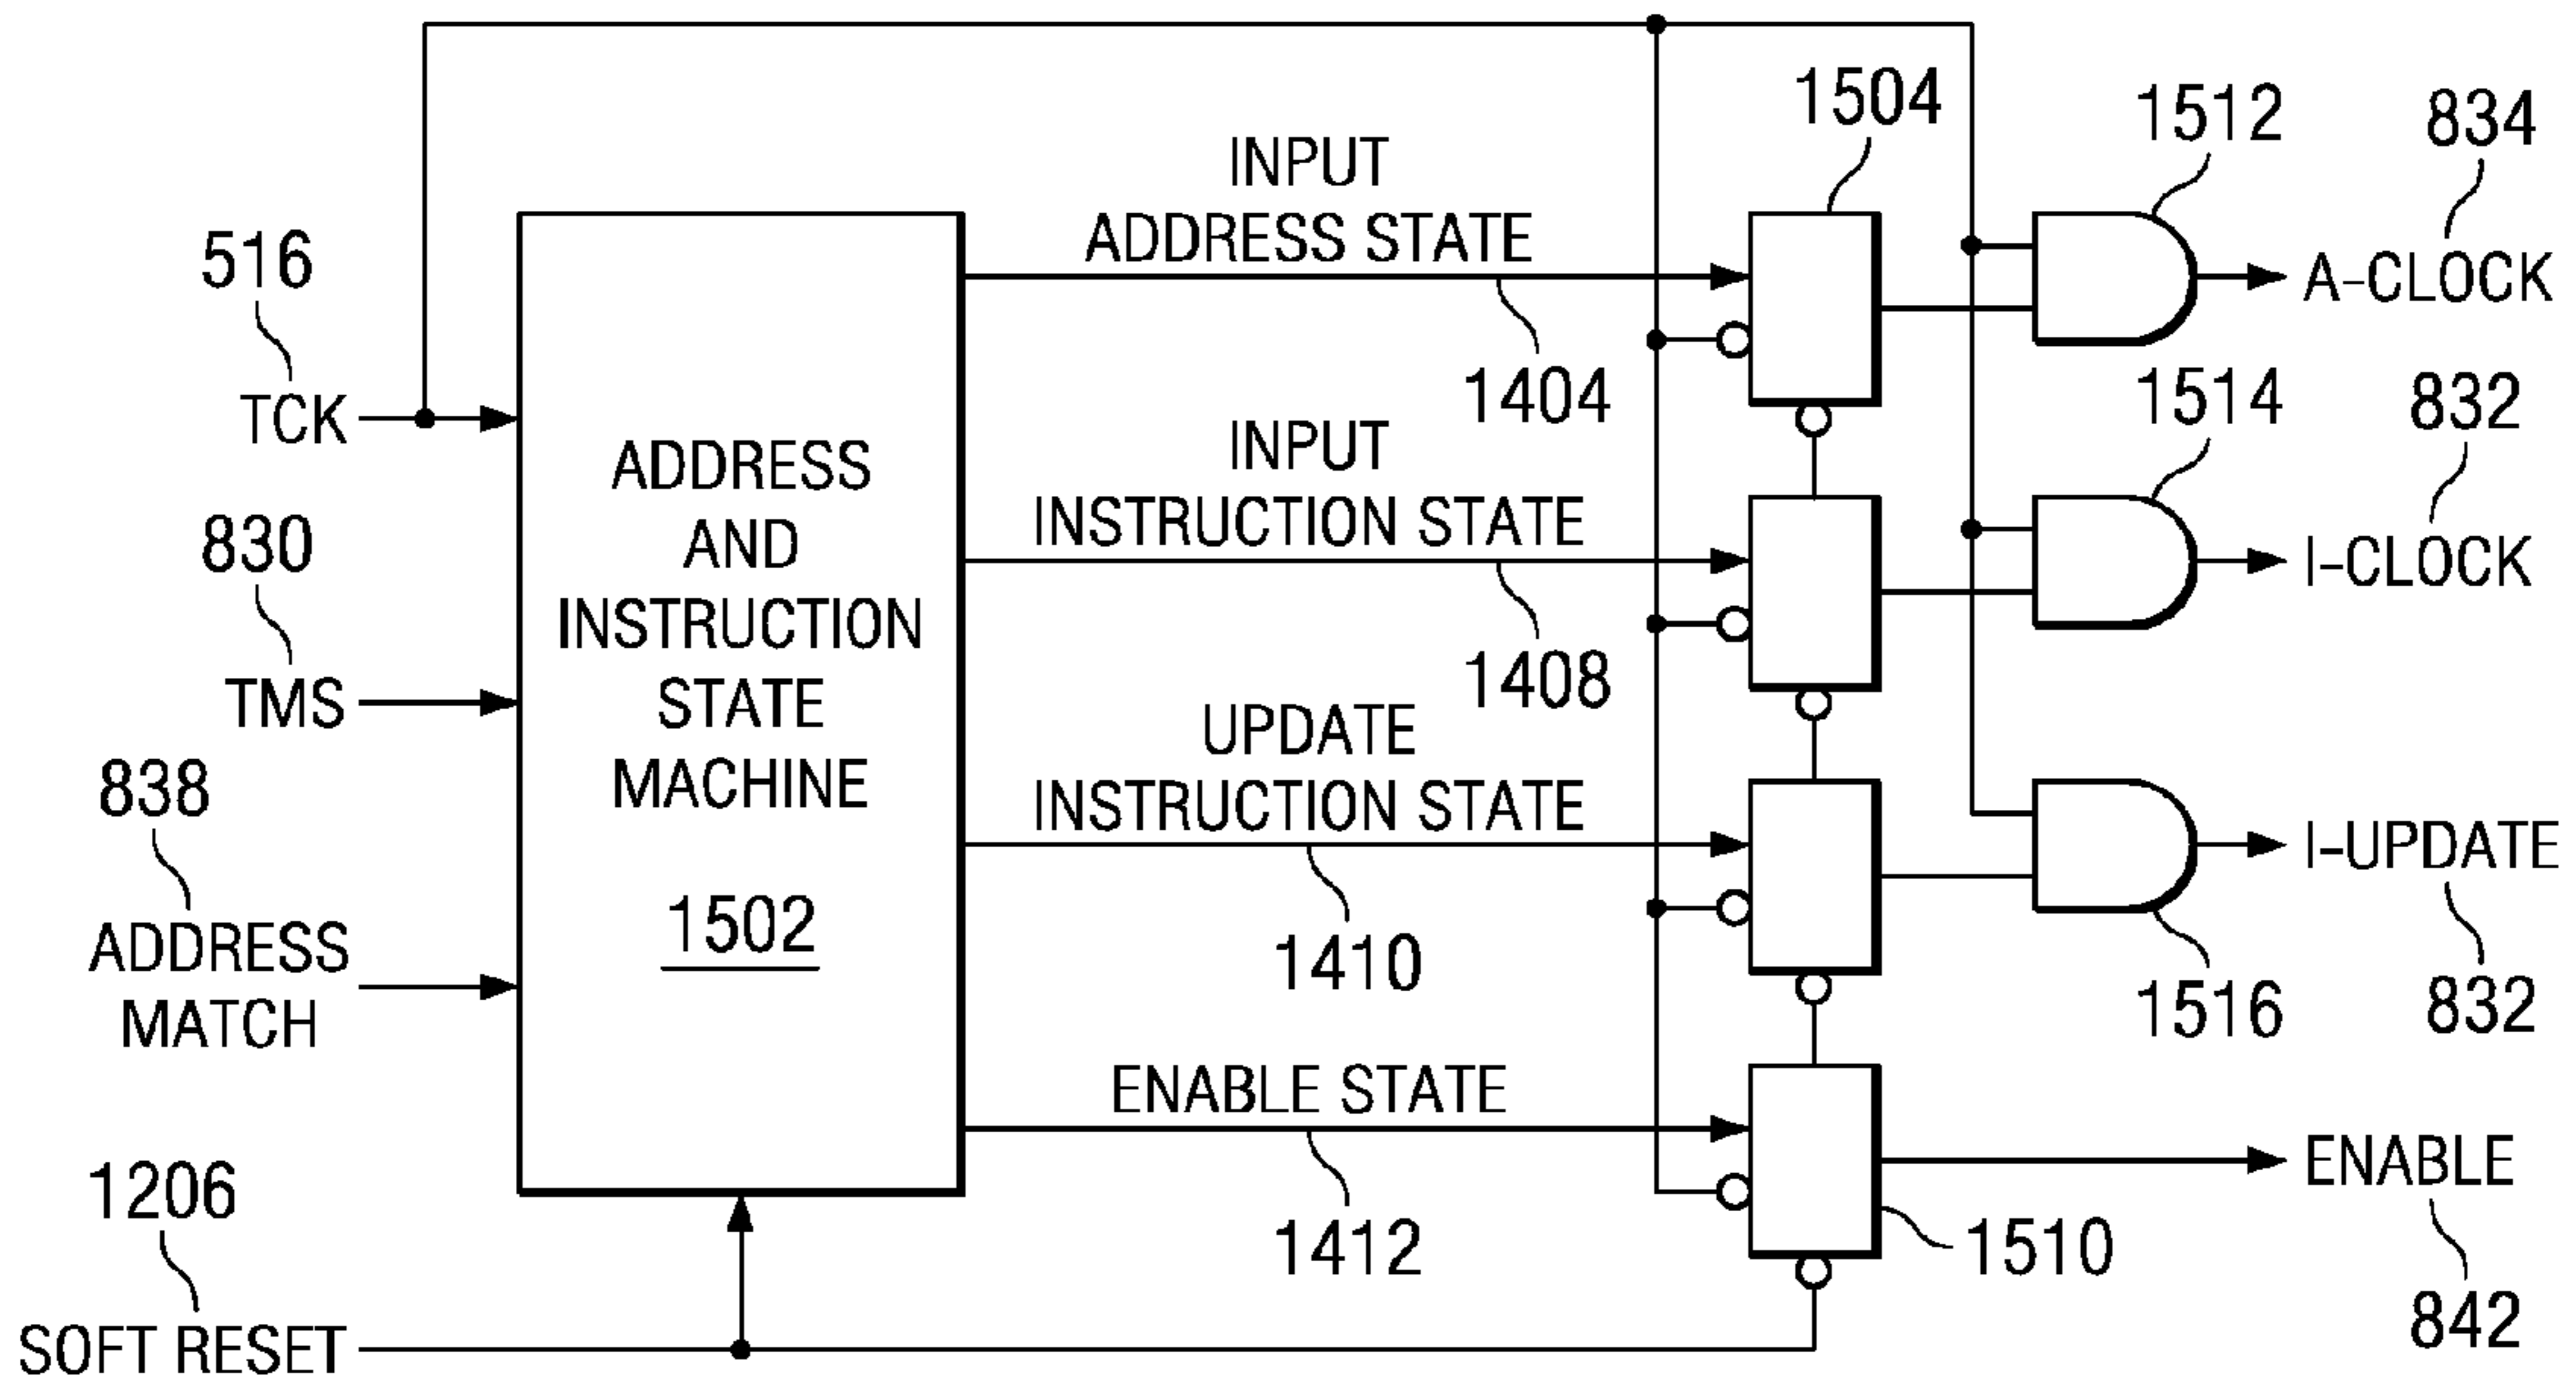 1504
1512
834
INPUT
ADDRESS STATE
A-CLOCK
516
TCK
1404
1514
832
INPUT
INSTRUCTION STATE
I-CLOCK
830
TMS
1408
ADDRESS
AND
INSTRUCTION
STATE
MACHINE
1502
UPDATE
INSTRUCTION STATE
I-UPDATE
838
ADDRESS
MATCH
1410
1516
832
ENABLE STATE
ENABLE
1206
SOFT RESET
1412
1510
842